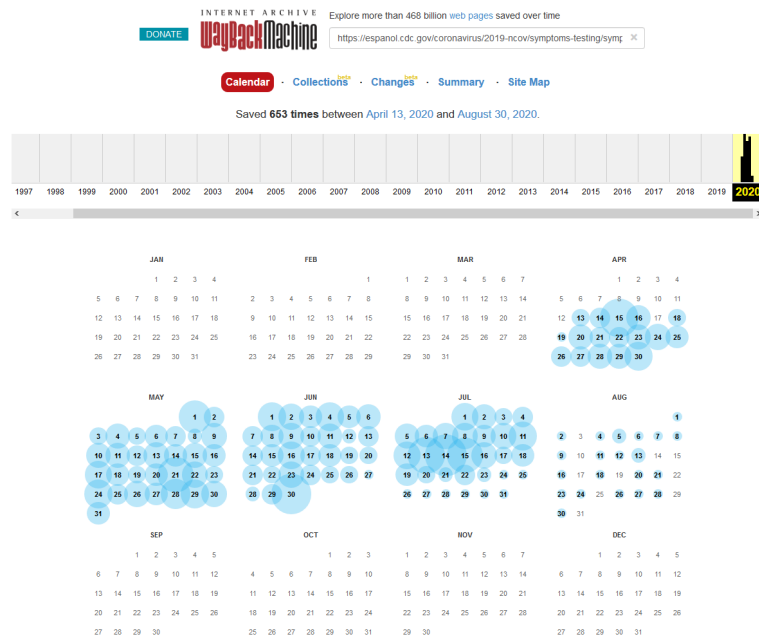 INTERNET ARCHIVE
WayBackMachine
DONATE
Explore more than 468 billion web pages saved over time
https://espanol.cdc.gov/coronavirus/2019-ncov/symptoms-testing/symp ×
Calendar · Collections beta · Changes beta · Summary · Site Map
Saved 653 times between April 13, 2020 and August 30, 2020.
1997 1998 1999 2000 2001 2002 2003 2004 2005 2006 2007 2008 2009 2010 2011 2012 2013 2014 2015 2016 2017 2018 2019 2020
JAN
1 2 3 4
5 6 7 8 9 10 11
12 13 14 15 16 17 18
19 20 21 22 23 24 25
26 27 28 29 30 31
FEB
1
2 3 4 5 6 7 8
9 10 11 12 13 14 15
16 17 18 19 20 21 22
23 24 25 26 27 28 29
MAR
1 2 3 4 5 6 7
8 9 10 11 12 13 14
15 16 17 18 19 20 21
22 23 24 25 26 27 28
29 30 31
APR
1 2 3 4
5 6 7 8 9 10 11
12 13 14 15 16 17 18
19 20 21 22 23 24 25
26 27 28 29 30
MAY
1 2
3 4 5 6 7 8 9
10 11 12 13 14 15 16
17 18 19 20 21 22 23
24 25 26 27 28 29 30
31
JUN
1 2 3 4 5 6
7 8 9 10 11 12 13
14 15 16 17 18 19 20
21 22 23 24 25 26 27
28 29 30
JUL
1 2 3 4
5 6 7 8 9 10 11
12 13 14 15 16 17 18
19 20 21 22 23 24 25
26 27 28 29 30 31
AUG
1
2 3 4 5 6 7 8
9 10 11 12 13 14 15
16 17 18 19 20 21 22
23 24 25 26 27 28 29
30 31
SEP
1 2 3 4 5
6 7 8 9 10 11 12
13 14 15 16 17 18 19
20 21 22 23 24 25 26
27 28 29 30
OCT
1 2 3
4 5 6 7 8 9 10
11 12 13 14 15 16 17
18 19 20 21 22 23 24
25 26 27 28 29 30 31
NOV
1 2 3 4 5 6 7
8 9 10 11 12 13 14
15 16 17 18 19 20 21
22 23 24 25 26 27 28
29 30
DEC
1 2 3 4 5
6 7 8 9 10 11 12
13 14 15 16 17 18 19
20 21 22 23 24 25 26
27 28 29 30 31